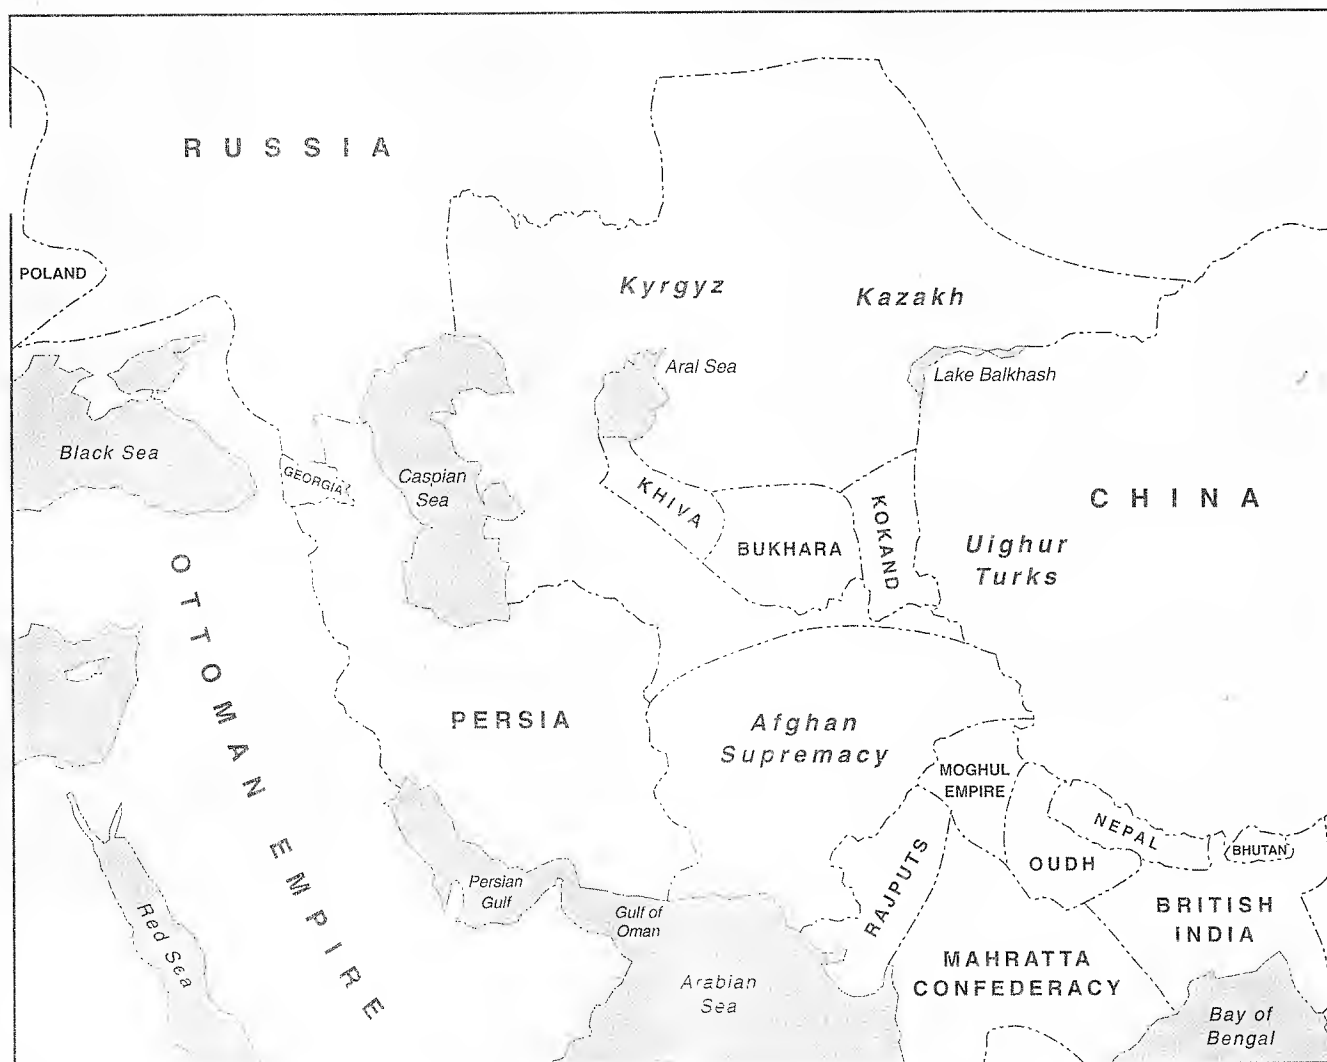 RUSSIA
POLAND
Kyrgyz
Kazakh
Aral Sea
Lake Balkhash
Black Sea
GEORGIA
Caspian
Sea
KHIVA
BUKHARA
KOKAND
CHINA
Uighur
Turks
OTTOMAN EMPIRE
PERSIA
Afghan
Supremacy
MOGHUL
EMPIRE
NEPAL
BHUTAN
OUDH
RAJPUTS
Persian
Gulf
Gulf of
Oman
Red Sea
BRITISH
INDIA
MAHRATTA
CONFEDERACY
Arabian
Sea
Bay of
Bengal